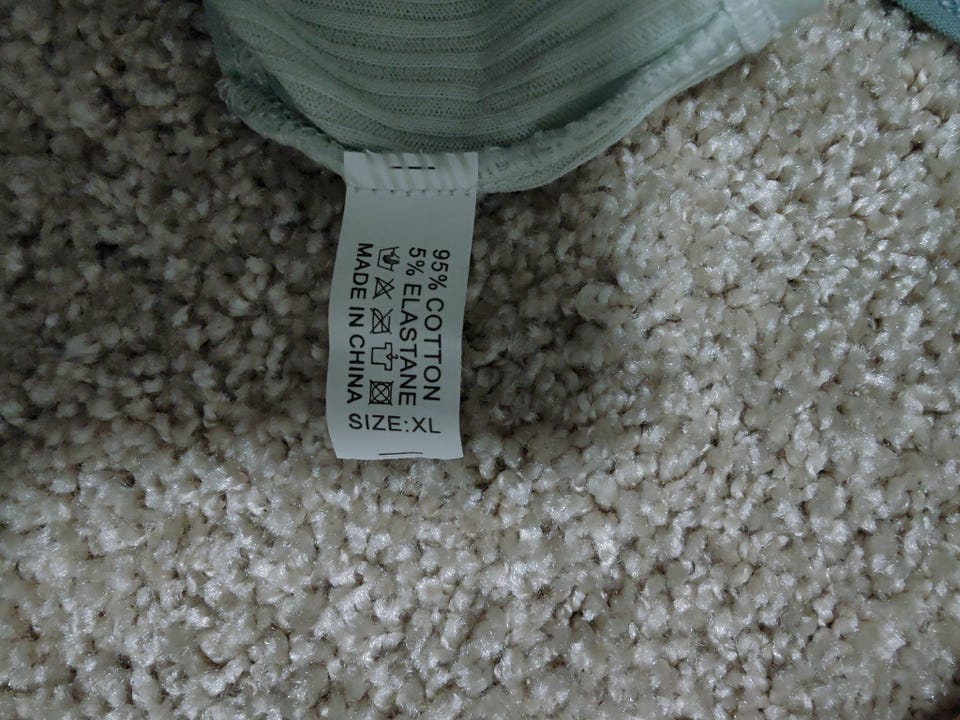 95% COTTON
5% ELASTANE
MADE IN CHINA
SIZE:XL